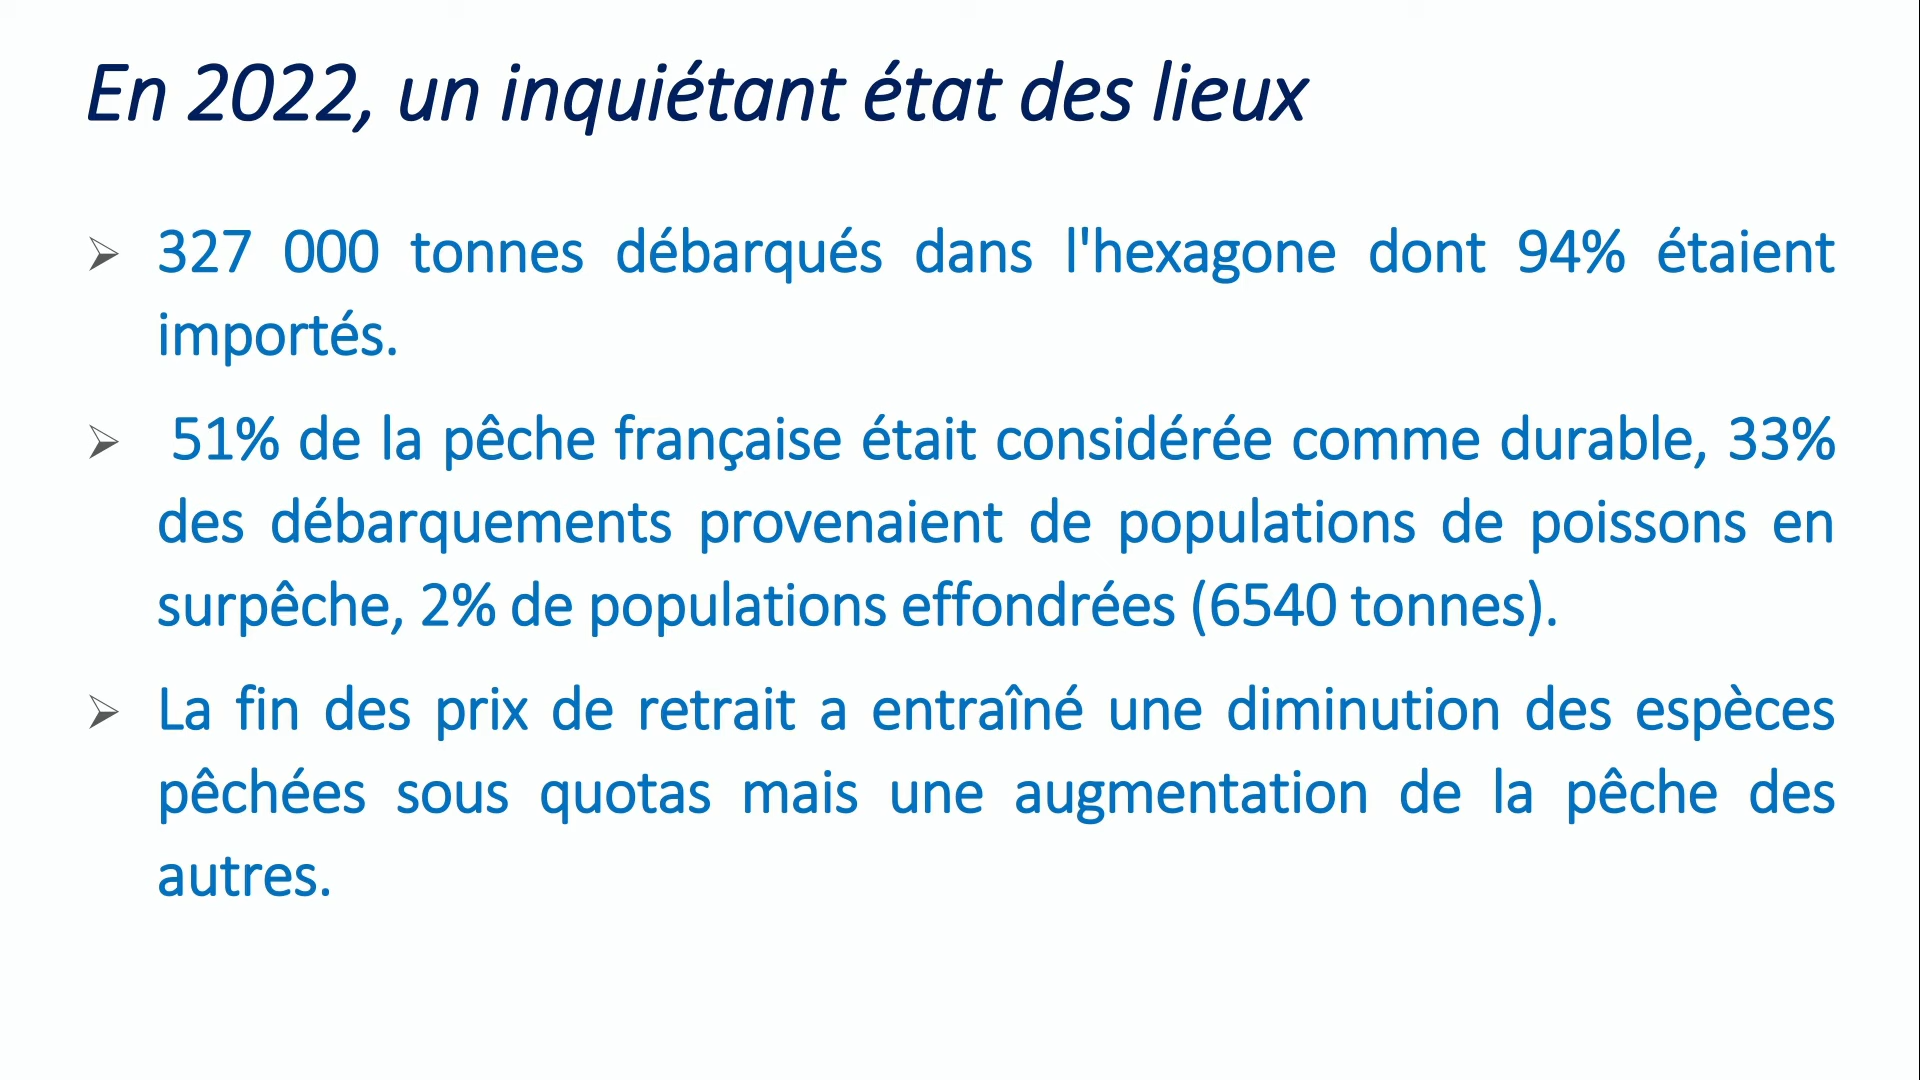 En 2022, un inquiétant état des lieux
327 000 tonnes débarqués dans l'hexagone dont 94% étaient
importés.
51% de la pêche française était considérée comme durable, 33%
des débarquements provenaient de populations de poissons en
surpêche, 2% de populations effondrées (6540 tonnes).
La fin des prix de retrait a entraîné une diminution des espèces
pêchées sous quotas mais une augmentation de la pêche des
autres.